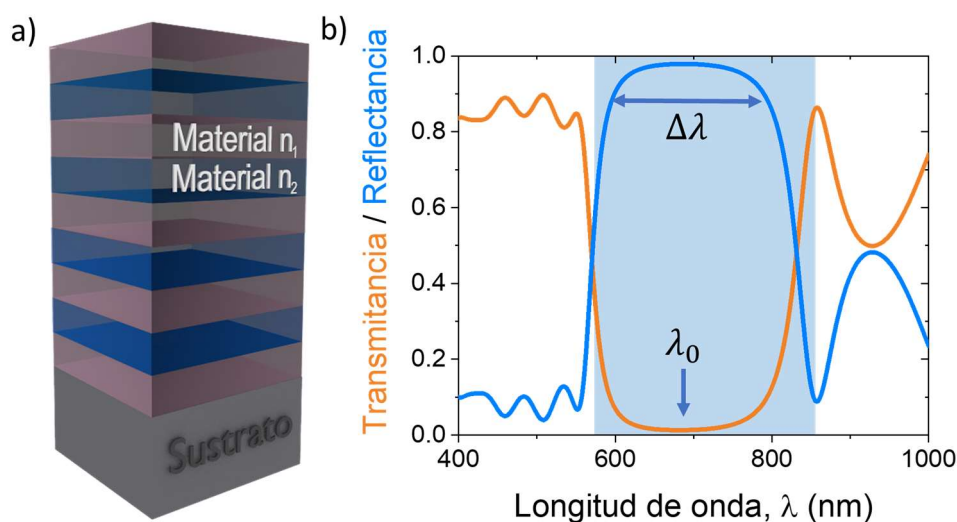 a)
Material n₁
Material n₂
Sustrato
b)
Transmitancia / Reflectancia
1.0
0.8
0.6
0.4
0.2
0.0
Δλ
λ₀
400
600
800
1000
Longitud de onda, λ (nm)